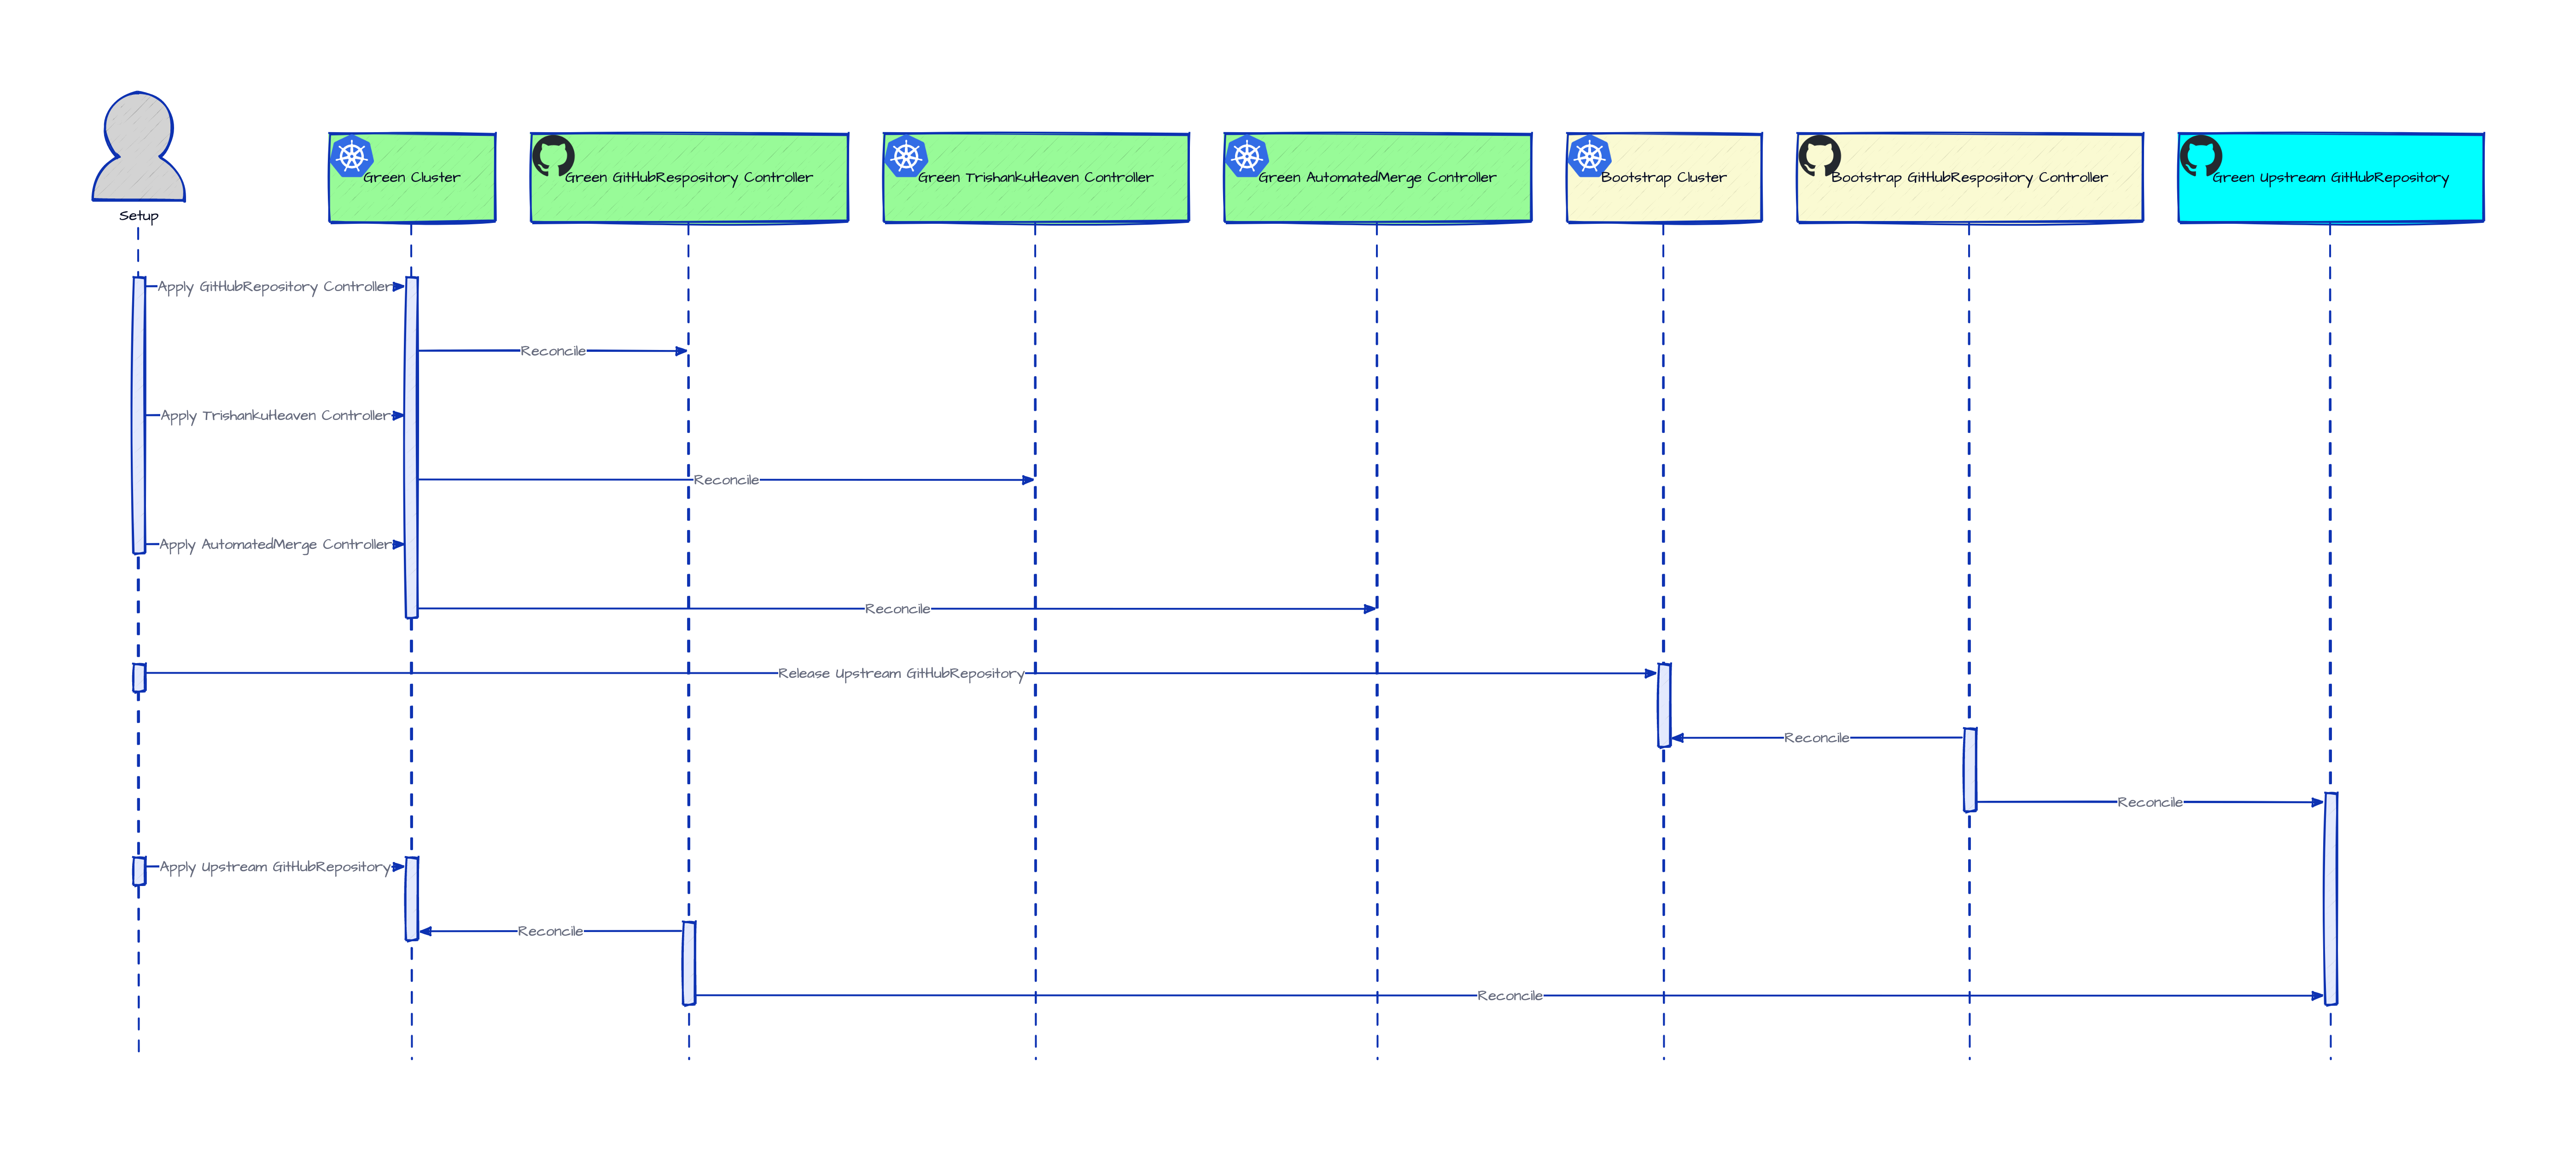 Setup
Green Cluster
Green GitHubRespository Controller
Green TrishankuHeaven Controller
Green AutomatedMerge Controller
Bootstrap Cluster
Bootstrap GitHubRespository Controller
Green Upstream GitHubRepository
Apply GitHubRepository Controller
Reconcile
Apply TrishankuHeaven Controller
Reconcile
Apply AutomatedMerge Controller
Reconcile
Release Upstream GitHubRepository
Reconcile
Reconcile
Apply Upstream GitHubRepository
Reconcile
Reconcile